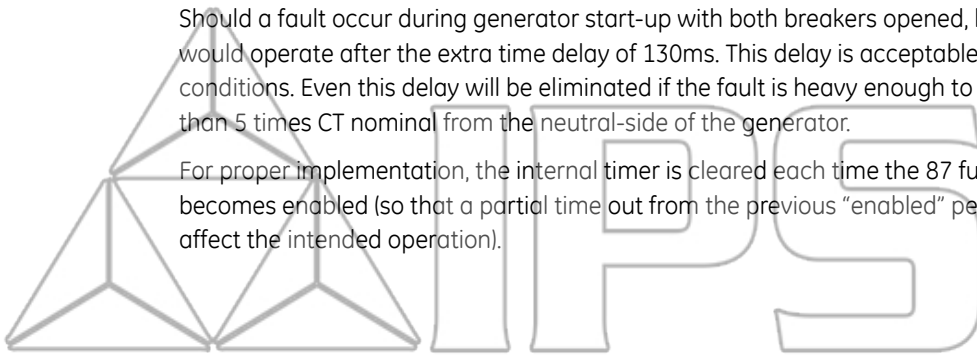 Should a fault occur during generator start-up with both breakers opened,
would operate after the extra time delay of 130ms. This delay is acceptable
conditions. Even this delay will be eliminated if the fault is heavy enough to
than 5 times CT nominal from the neutral-side of the generator.
For proper implementation, the internal timer is cleared each time the 87 fu
becomes enabled (so that a partial time out from the previous “enabled” pe
affect the intended operation).
IPS